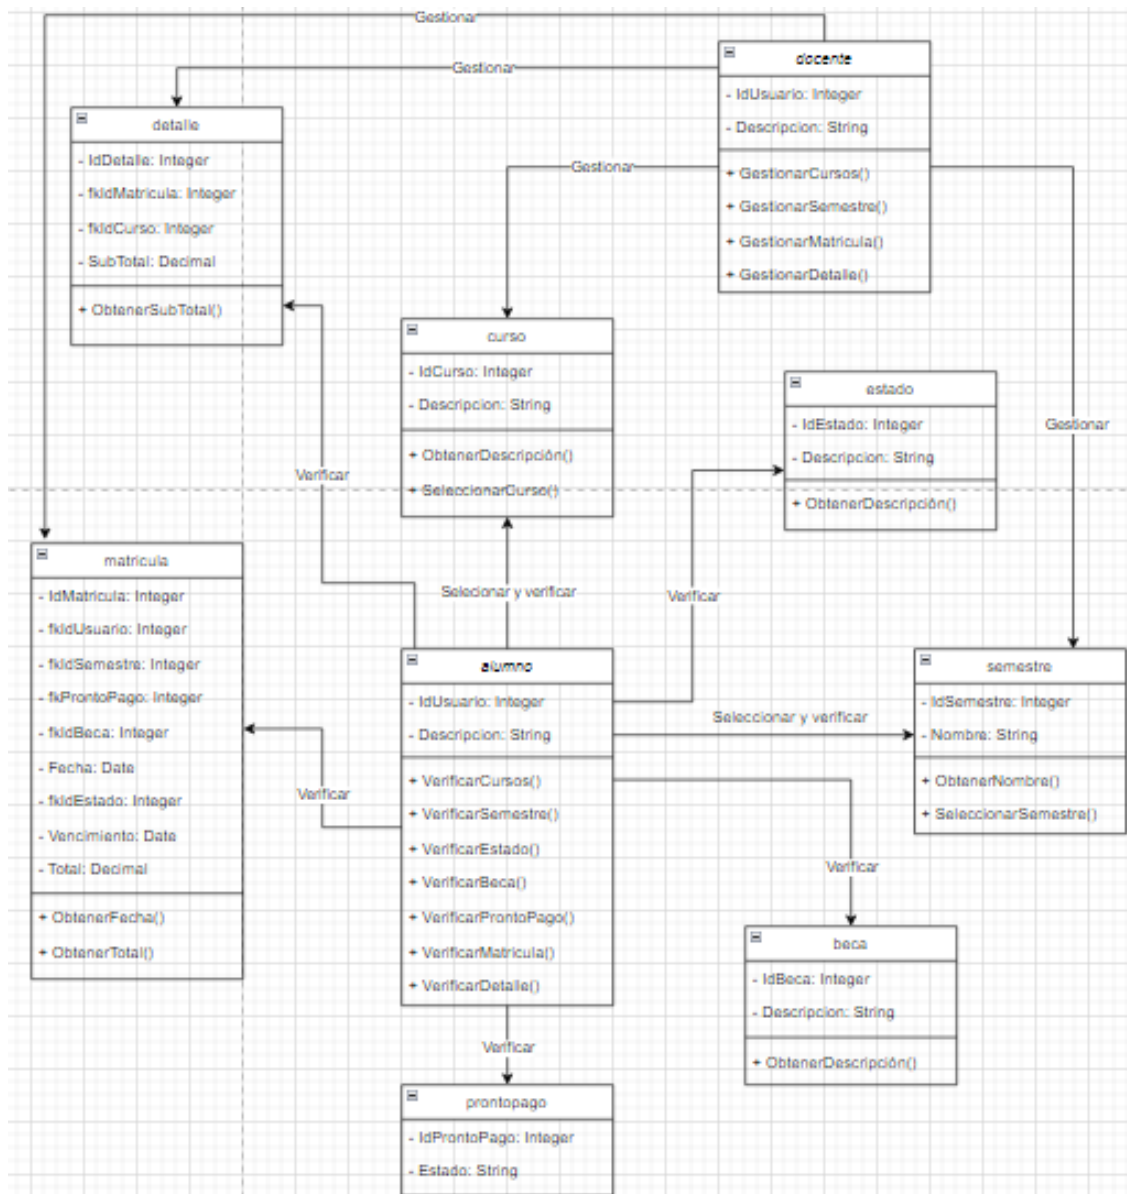 Gestionar
docente
- IdUsuario: Integer
- Descripcion: String
+ GestionarCursos()
+ GestionarSemestre()
+ GestionarMatricula()
+ GestionarDetalle()
Gestionar
detalle
- IdDetalle: Integer
- fkIdMatricula: Integer
- fkIdCurso: Integer
- SubTotal: Decimal
+ ObtenerSubTotal()
Gestionar
curso
- IdCurso: Integer
- Descripcion: String
+ ObtenerDescripción()
+ SeleccionarCurso()
estado
- IdEstado: Integer
- Descripcion: String
+ ObtenerDescripción()
Gestionar
Verificar
Selecionar y verificar
Verificar
matricula
- IdMatricula: Integer
- fkIdUsuario: Integer
- fkIdSemestre: Integer
- fkProntoPago: Integer
- fkIdBeca: Integer
- Fecha: Date
- fkIdEstado: Integer
- Vencimiento: Date
- Total: Decimal
+ ObtenerFecha()
+ ObtenerTotal()
Verificar
alumno
- IdUsuario: Integer
- Descripcion: String
+ VerificarCursos()
+ VerificarSemestre()
+ VerificarEstado()
+ VerificarBeca()
+ VerificarProntoPago()
+ VerificarMatricula()
+ VerificarDetalle()
Seleccionar y verificar
semestre
- IdSemestre: Integer
- Nombre: String
+ ObtenerNombre()
+ SeleccionarSemestre()
Verificar
beca
- IdBeca: Integer
- Descripcion: String
+ ObtenerDescripción()
Verificar
prontopago
- IdProntoPago: Integer
- Estado: String